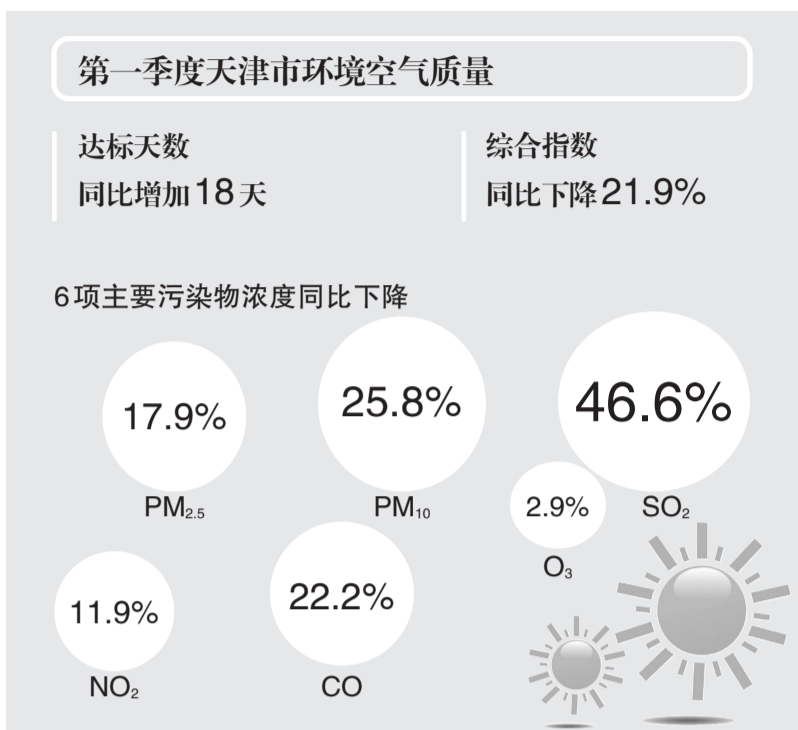 第一季度天津市环境空气质量
达标天数
同比增加18天
综合指数
同比下降21.9%
6项主要污染物浓度同比下降
17.9%
PM₂.₅
25.8%
PM₁₀
46.6%
SO₂
2.9%
O₃
11.9%
NO₂
22.2%
CO